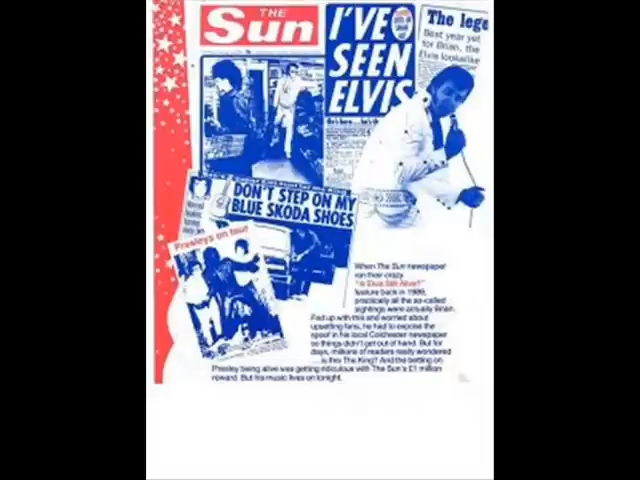 THE
Sun
I'VE
SEEN
ELVIS
The lege
Best year yet
for Brian, the
Elvis lookalike
DON'T STEP ON MY
BLUE SKODA SHOES
Presleys on tour
When The Sun newspaper
ran their crazy
"Is Elvis Still Alive?"
feature back in 1989,
practically all the so-called
sightings were actually Brian.
Fed up with this and worried about
upsetting fans, he had to expose the
spoof in his local Colchester newspaper
so things didn't get out of hand. But for
days, millions of readers really wondered
... is this The King? And the betting on
Presley being alive was getting ridiculous with The Sun's £1 million
reward. But his music lives on tonight.